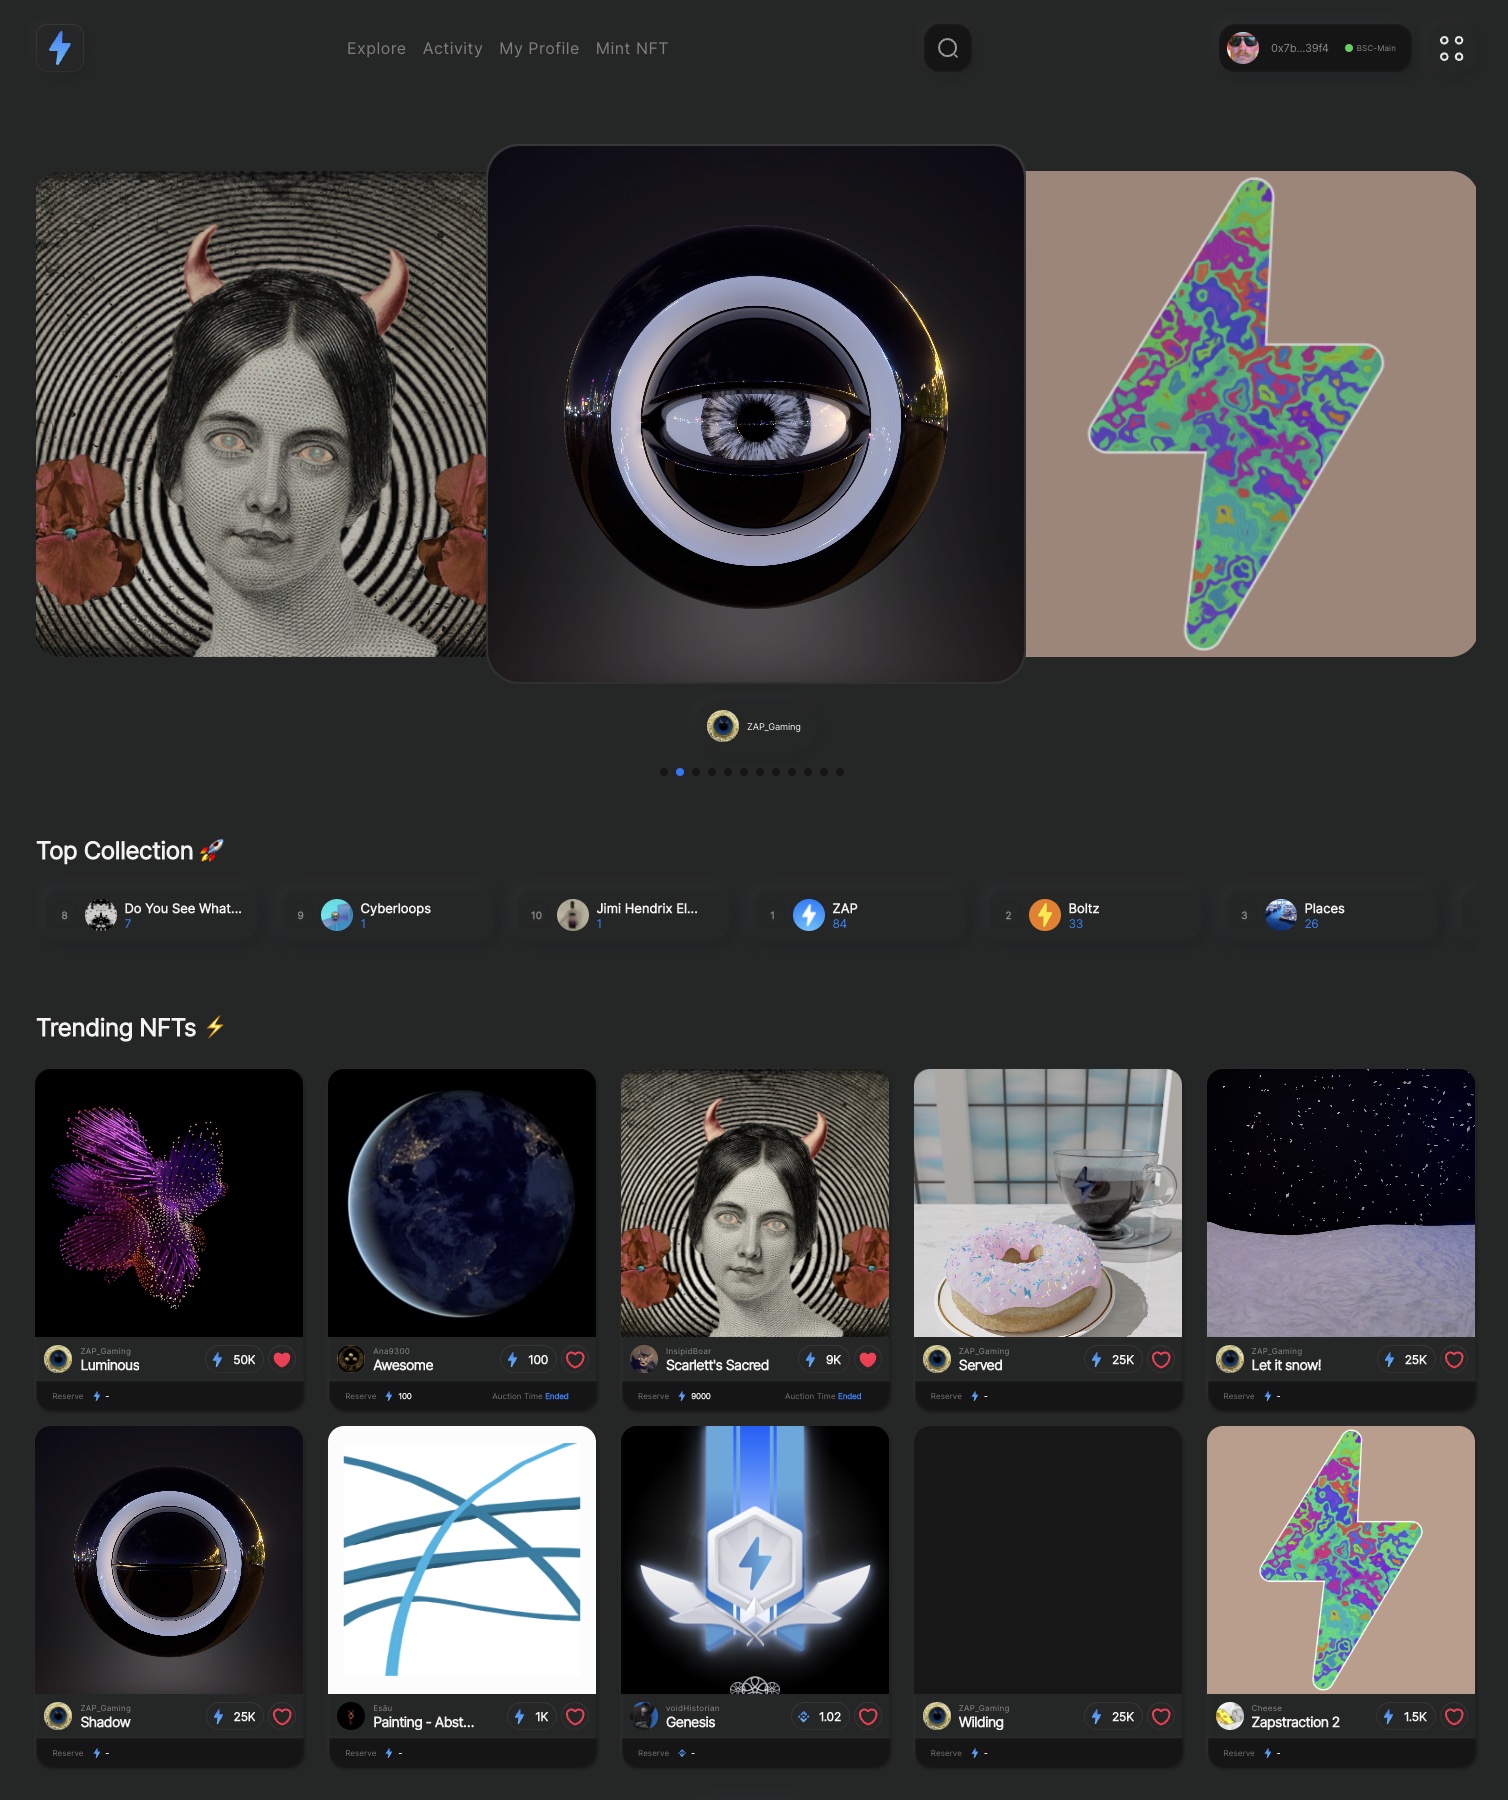 Explore Activity My Profile Mint NFT
0x7b...39f4 BSC-Main
ZAP_Gaming
Top Collection 🚀
8 Do You See What...
7
9 Cyberloops
1
10 Jimi Hendrix El...
1
1 ZAP
84
2 Boltz
33
3 Places
26
Trending NFTs ⚡
ZAP_Gaming
Luminous 50K
Reserve -
Ana9300
Awesome 100
Reserve 100 Auction Time Ended
InsipidBoar
Scarlett's Sacred 9K
Reserve 9000 Auction Time Ended
ZAP_Gaming
Served 25K
Reserve -
ZAP_Gaming
Let it snow! 25K
Reserve -
ZAP_Gaming
Shadow 25K
Reserve -
Esău
Painting - Abst... 1K
Reserve -
voidHistorian
Genesis 1.02
Reserve -
ZAP_Gaming
Wilding 25K
Reserve -
Cheese
Zapstraction 2 1.5K
Reserve -